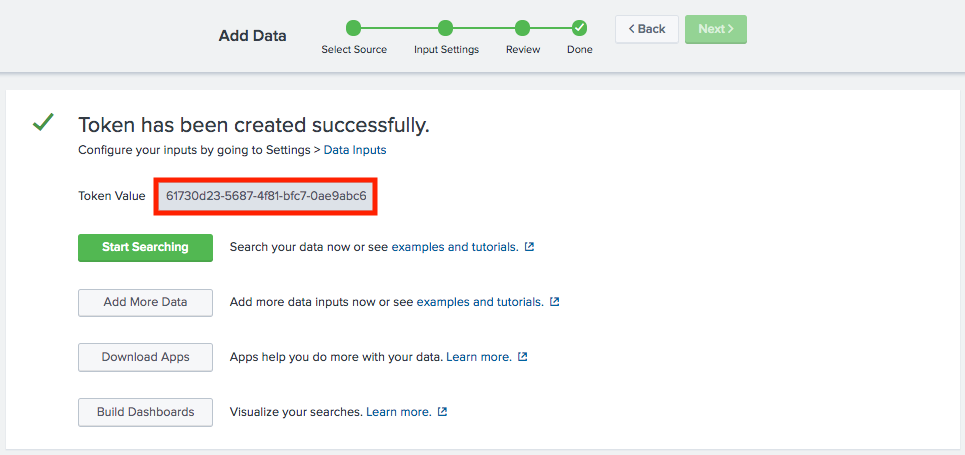 Add Data
Select Source
Input Settings
Review
Done
< Back
Next >
Token has been created successfully.
Configure your inputs by going to Settings > Data Inputs
Token Value 61730d23-5687-4f81-bfc7-0ae9abc6
Start Searching Search your data now or see examples and tutorials.
Add More Data Add more data inputs now or see examples and tutorials.
Download Apps Apps help you do more with your data. Learn more.
Build Dashboards Visualize your searches. Learn more.